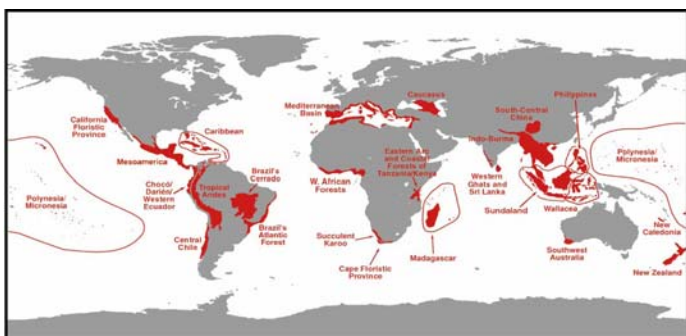 California
Floristic
Province
Mesoamerica
Caribbean
Polynesia/
Micronesia
Chocó/
Darién/
Western
Ecuador
Tropical
Andes
Brazil's
Cerrado
Central
Chile
Brazil's
Atlantic
Forest
Mediterranean
Basin
Caucasus
W. African
Forests
Eastern Arc
and Coastal
Forests of
Tanzania/Kenya
Succulent
Karoo
Cape Floristic
Province
Madagascar
South-Central
China
Indo-Burma
Western
Ghats and
Sri Lanka
Philippines
Polynesia/
Micronesia
Sundaland
Wallacea
Southwest
Australia
New
Caledonia
New Zealand